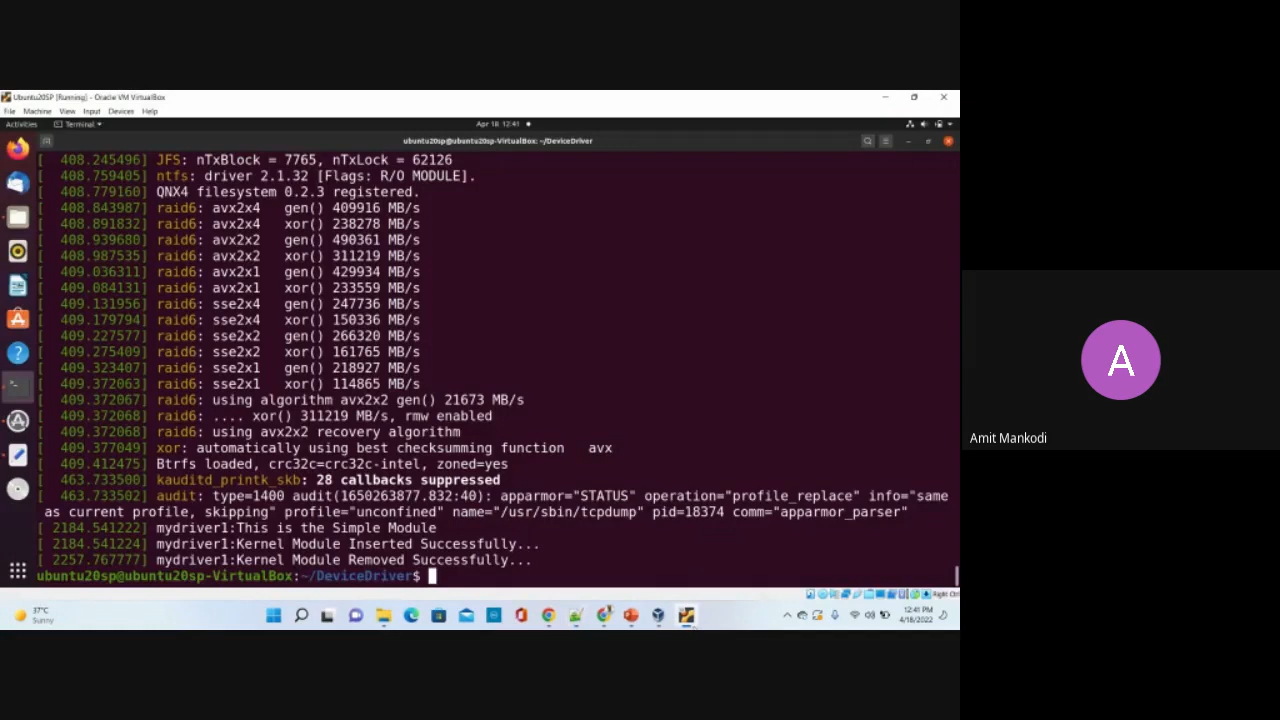 Ubuntu20SP [Running] - Oracle VM VirtualBox
File Machine View Input Devices Help
Activities Terminal Apr 18 12:41
ubuntu20sp@ubuntu20sp-VirtualBox: ~/DeviceDriver
[ 408.245496] JFS: nTxBlock = 7765, nTxLock = 62126
[ 408.759405] ntfs: driver 2.1.32 [Flags: R/O MODULE].
[ 408.779160] QNX4 filesystem 0.2.3 registered.
[ 408.843987] raid6: avx2x4 gen() 409916 MB/s
[ 408.891832] raid6: avx2x4 xor() 238278 MB/s
[ 408.939680] raid6: avx2x2 gen() 490361 MB/s
[ 408.987535] raid6: avx2x2 xor() 311219 MB/s
[ 409.036311] raid6: avx2x1 gen() 429934 MB/s
[ 409.084131] raid6: avx2x1 xor() 233559 MB/s
[ 409.131956] raid6: sse2x4 gen() 247736 MB/s
[ 409.179794] raid6: sse2x4 xor() 150336 MB/s
[ 409.227577] raid6: sse2x2 gen() 266320 MB/s
[ 409.275409] raid6: sse2x2 xor() 161765 MB/s
[ 409.323407] raid6: sse2x1 gen() 218927 MB/s
[ 409.372063] raid6: sse2x1 xor() 114865 MB/s
[ 409.372067] raid6: using algorithm avx2x2 gen() 21673 MB/s
[ 409.372068] raid6: .... xor() 311219 MB/s, rmw enabled
[ 409.372068] raid6: using avx2x2 recovery algorithm
[ 409.377049] xor: automatically using best checksumming function avx
[ 409.412475] Btrfs loaded, crc32c=crc32c-intel, zoned=yes
[ 463.733500] kauditd_printk_skb: 28 callbacks suppressed
[ 463.733502] audit: type=1400 audit(1650263877.832:40): apparmor="STATUS" operation="profile_replace" info="same
as current profile, skipping" profile="unconfined" name="/usr/sbin/tcpdump" pid=18374 comm="apparmor_parser"
[ 2184.541222] mydriver1:This is the Simple Module
[ 2184.541224] mydriver1:Kernel Module Inserted Successfully...
[ 2257.767777] mydriver1:Kernel Module Removed Successfully...
ubuntu20sp@ubuntu20sp-VirtualBox:~/DeviceDriver$
Right Ctrl
37°C
Sunny
12:41 PM
4/18/2022
A
Amit Mankodi